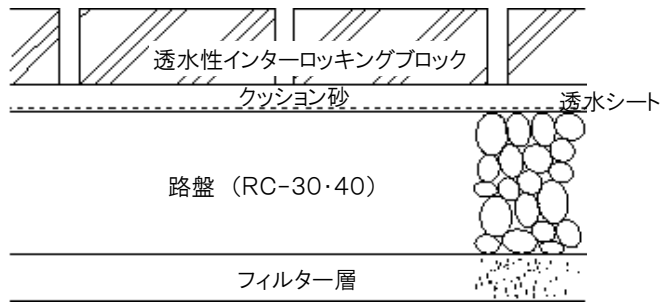 透水性インターロッキングブロック
クッション砂
透水シート
路盤 （RC-30・40）
フィルター層